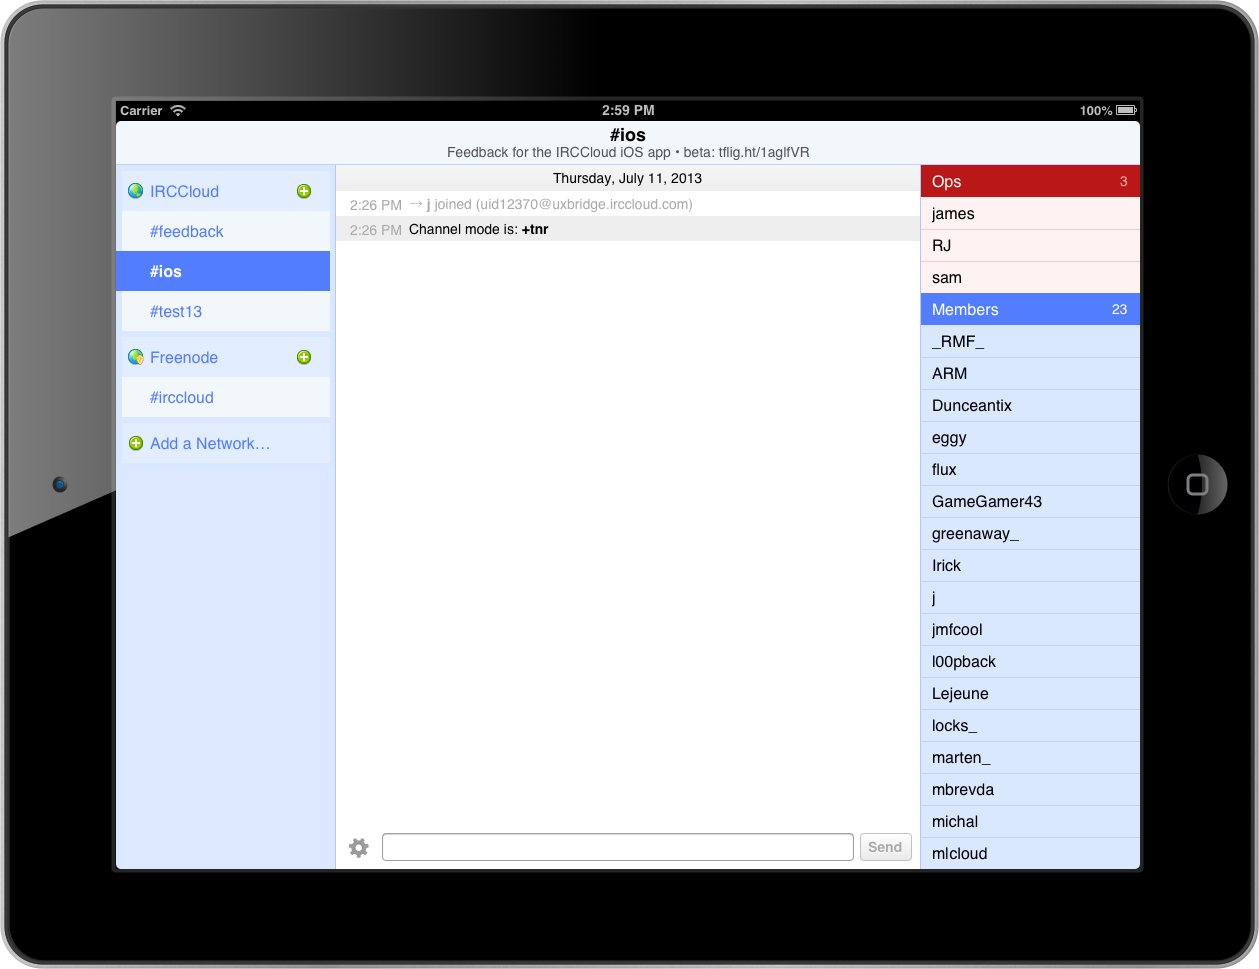 Carrier 2:59 PM 100%
#ios
Feedback for the IRCCloud iOS app • beta: tflig.ht/1aglfVR
IRCCloud
#feedback
#ios
#test13
Freenode
#irccloud
Add a Network…
Thursday, July 11, 2013
2:26 PM → j joined (uid12370@uxbridge.irccloud.com)
2:26 PM Channel mode is: +tnr
Send
Ops 3
james
RJ
sam
Members 23
_RMF_
ARM
Dunceantix
eggy
flux
GameGamer43
greenaway_
Irick
j
jmfcool
l00pback
Lejeune
locks_
marten_
mbrevda
michal
mlcloud